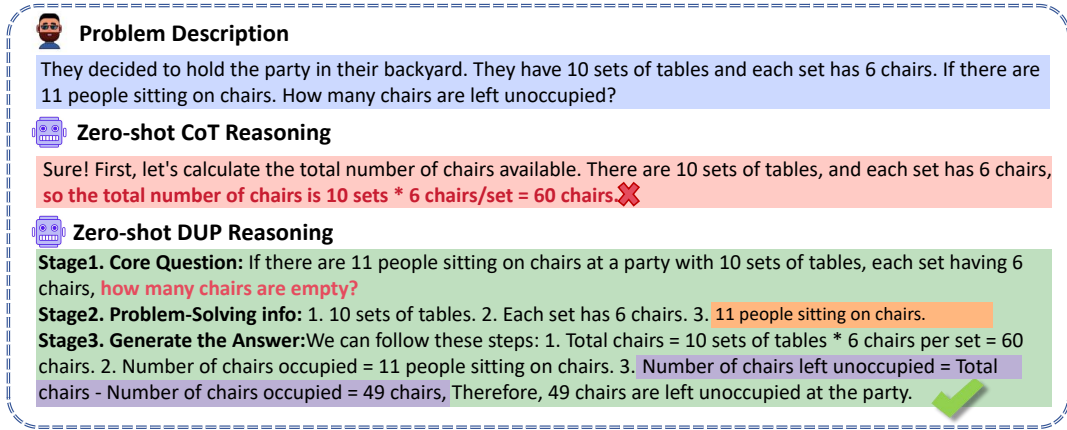 Problem Description
They decided to hold the party in their backyard. They have 10 sets of tables and each set has 6 chairs. If there are
11 people sitting on chairs. How many chairs are left unoccupied?
Zero-shot CoT Reasoning
Sure! First, let's calculate the total number of chairs available. There are 10 sets of tables, and each set has 6 chairs,
so the total number of chairs is 10 sets * 6 chairs/set = 60 chairs.
Zero-shot DUP Reasoning
Stage1. Core Question: If there are 11 people sitting on chairs at a party with 10 sets of tables, each set having 6
chairs, how many chairs are empty?
Stage2. Problem-Solving info: 1. 10 sets of tables. 2. Each set has 6 chairs. 3. 11 people sitting on chairs.
Stage3. Generate the Answer:We can follow these steps: 1. Total chairs = 10 sets of tables * 6 chairs per set = 60
chairs. 2. Number of chairs occupied = 11 people sitting on chairs. 3. Number of chairs left unoccupied = Total
chairs - Number of chairs occupied = 49 chairs, Therefore, 49 chairs are left unoccupied at the party.